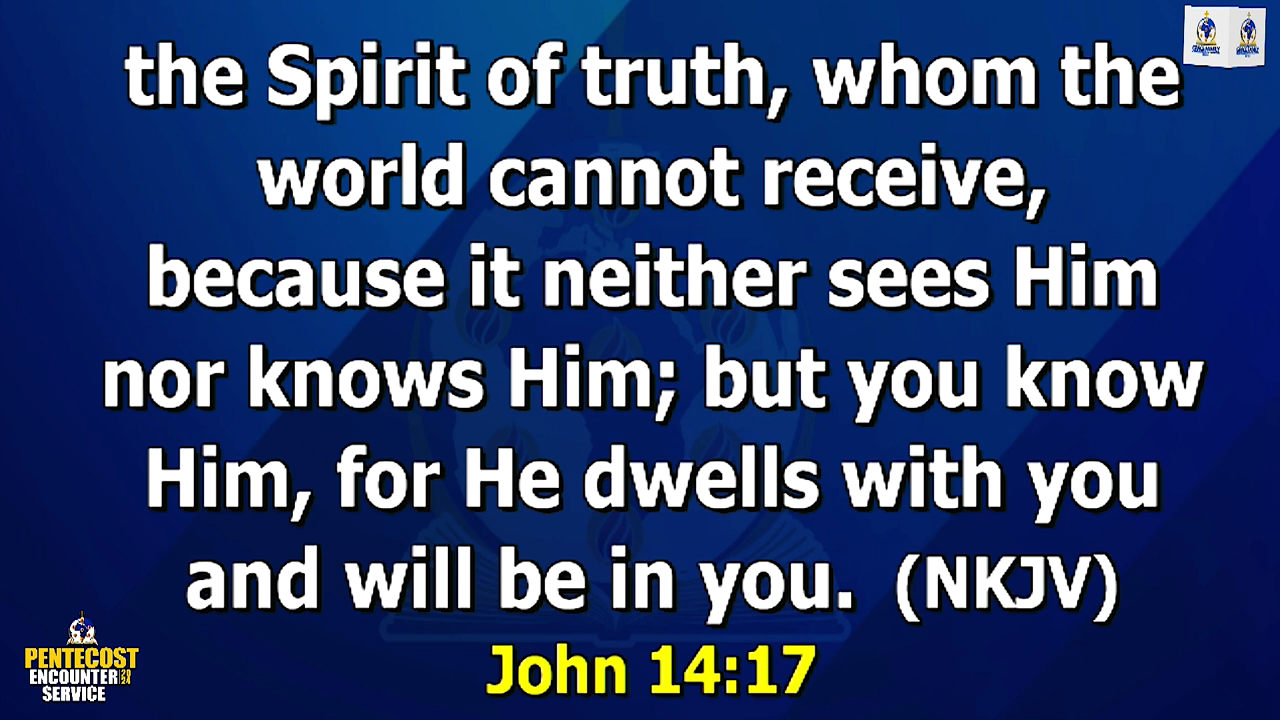 the Spirit of truth, whom the
world cannot receive,
because it neither sees Him
nor knows Him; but you know
Him, for He dwells with you
and will be in you. (NKJV)
John 14:17
PENTECOST
ENCOUNTER 2024
SERVICE